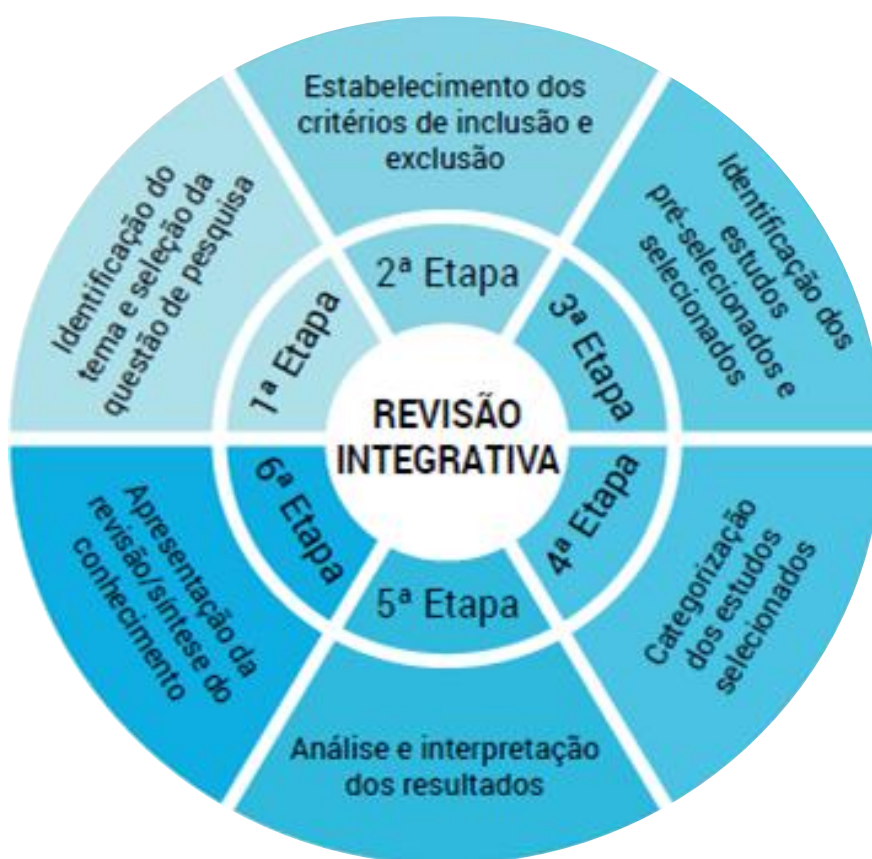 REVISÃO
INTEGRATIVA
1ª Etapa
Identificação do
tema e seleção da
questão de pesquisa
2ª Etapa
Estabelecimento dos
critérios de inclusão e
exclusão
3ª Etapa
Identificação dos
estudos
pré-selecionados e
selecionados
4ª Etapa
Categorização
dos estudos
selecionados
5ª Etapa
Análise e interpretação
dos resultados
6ª Etapa
Apresentação da
revisão/síntese do
conhecimento